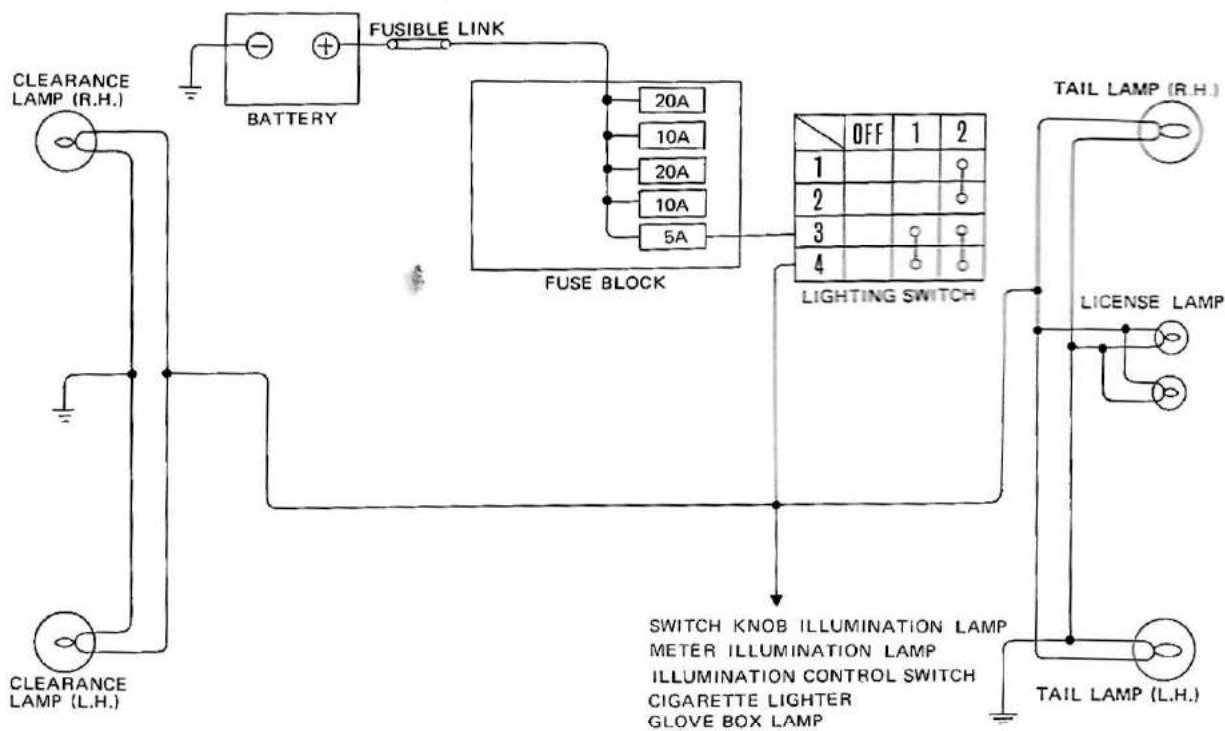 FUSIBLE LINK
CLEARANCE
LAMP (R.H.)
BATTERY
20A
10A
20A
10A
5A
FUSE BLOCK
OFF 1 2
1
2
3
4
LIGHTING SWITCH
TAIL LAMP (R.H.)
LICENSE LAMP
CLEARANCE
LAMP (L.H.)
SWITCH KNOB ILLUMINATION LAMP
METER ILLUMINATION LAMP
ILLUMINATION CONTROL SWITCH
CIGARETTE LIGHTER
GLOVE BOX LAMP
TAIL LAMP (L.H.)